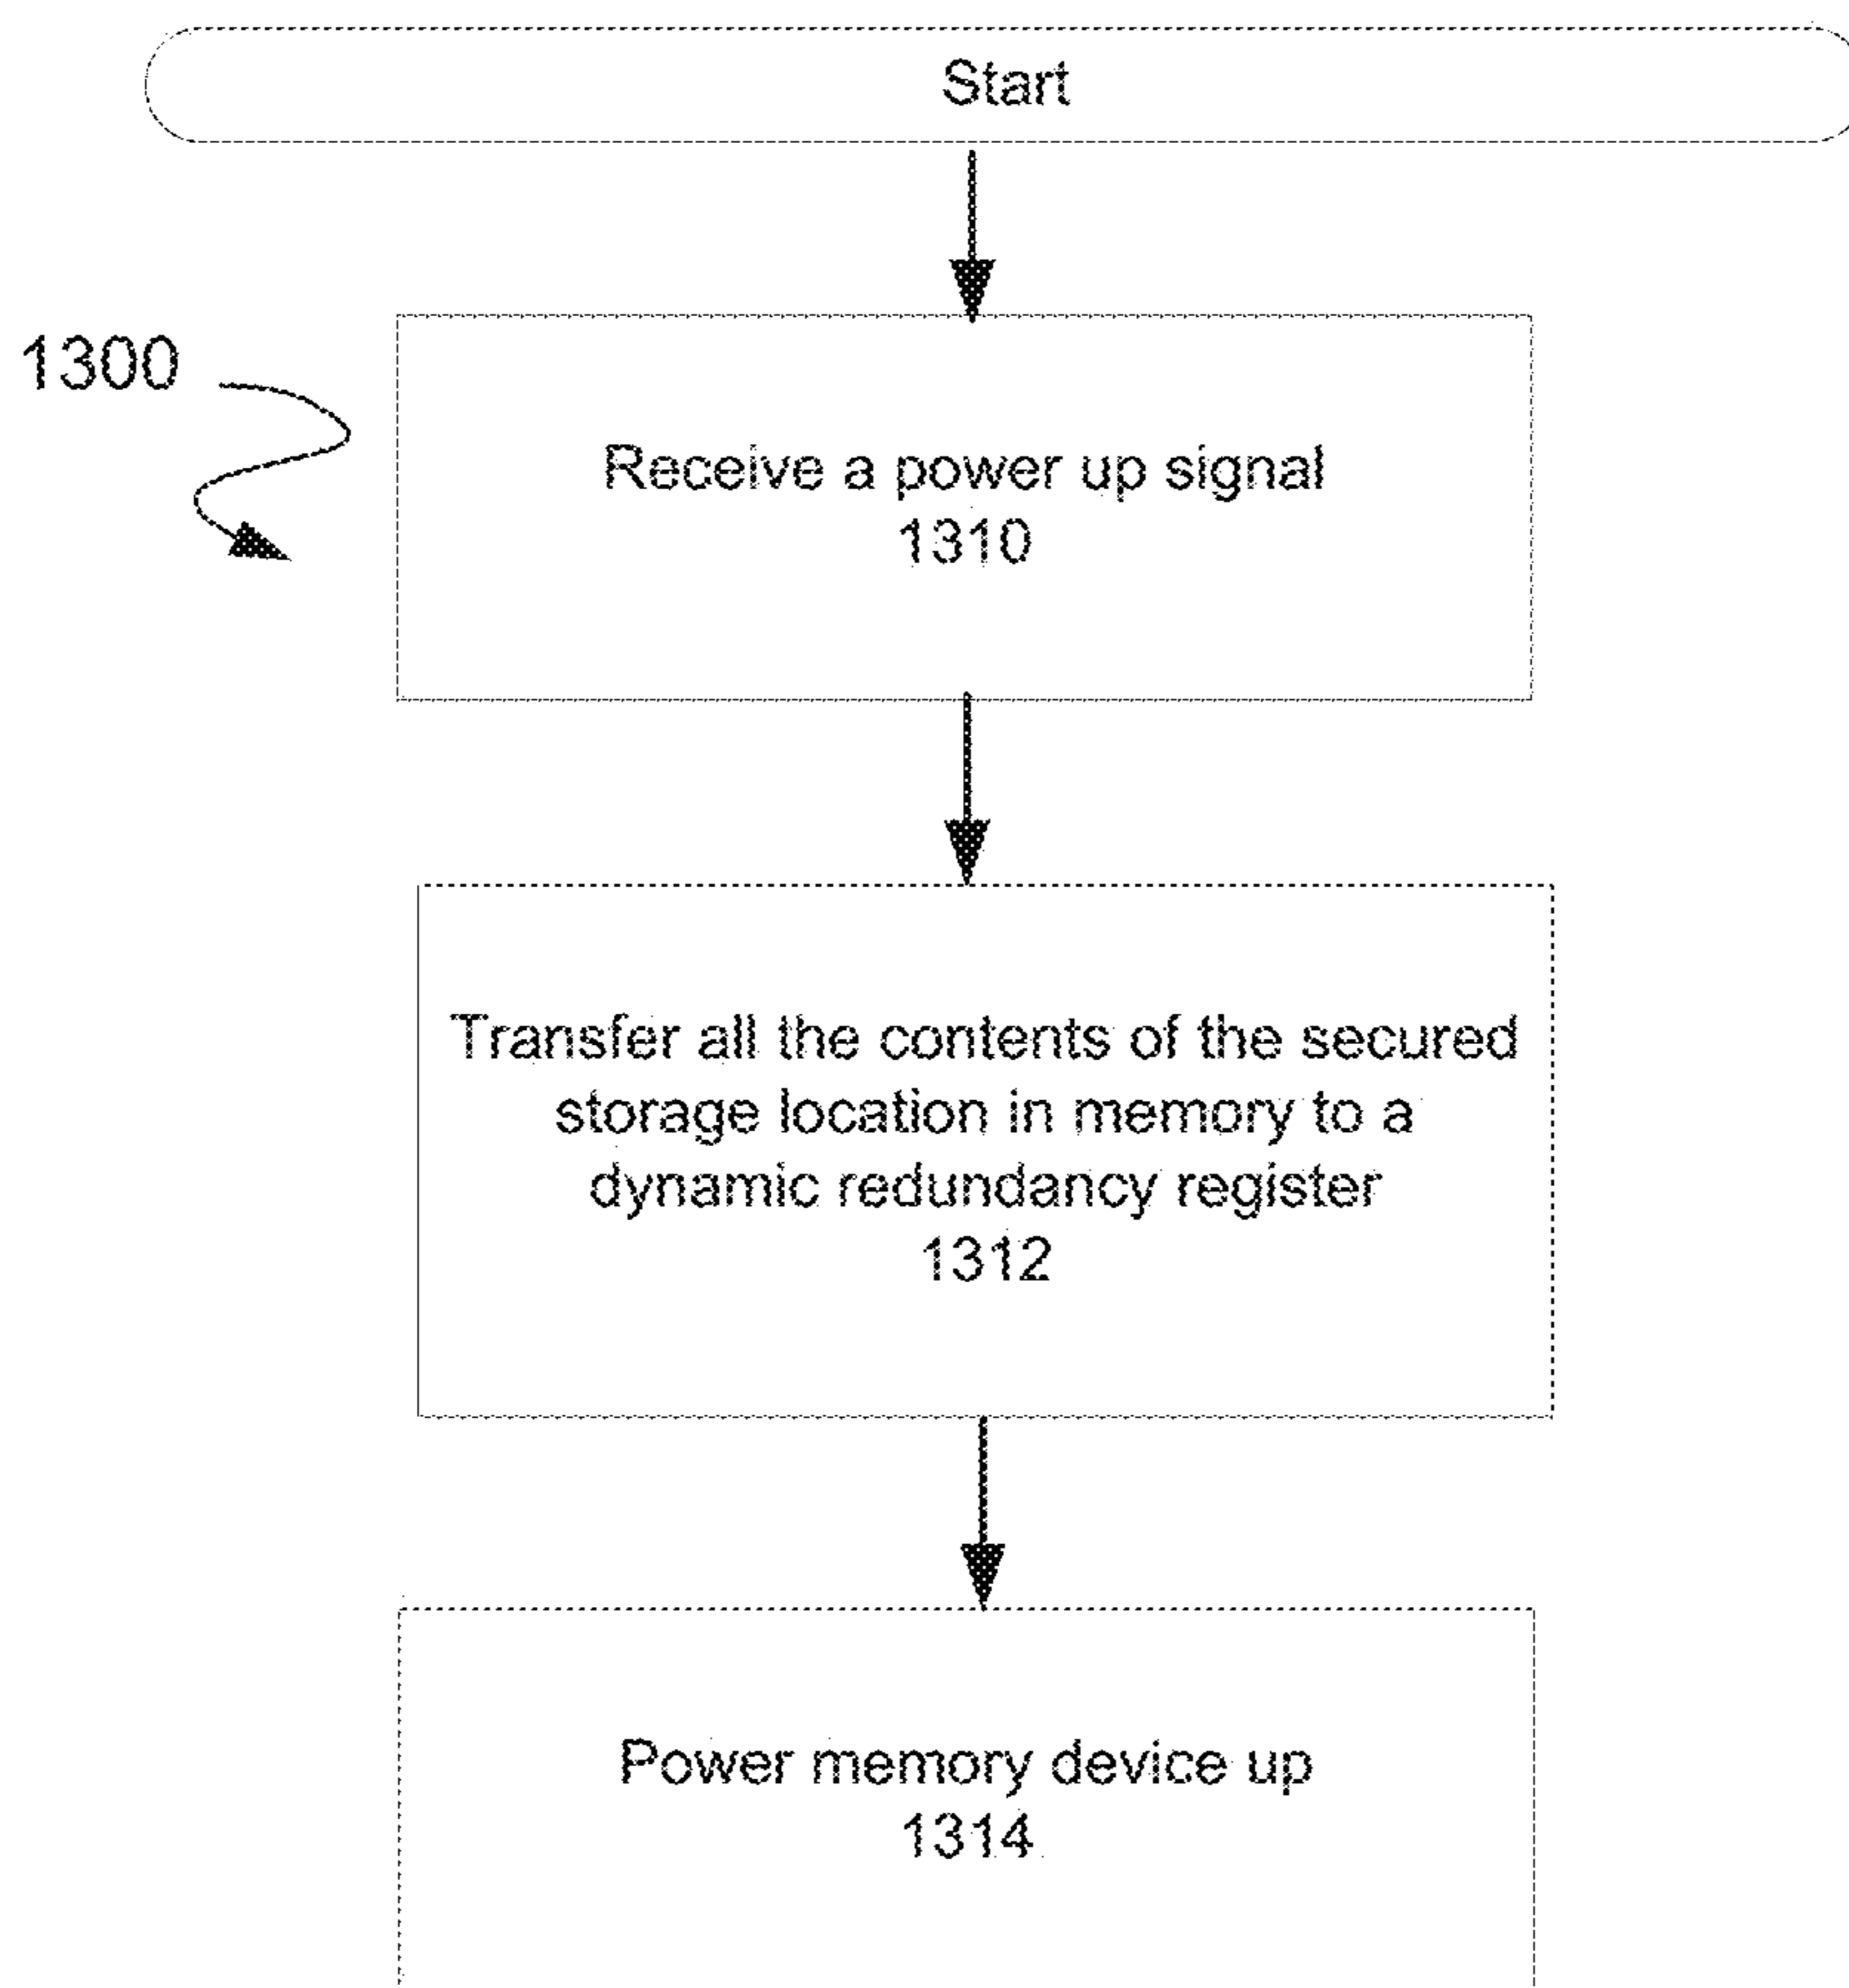 Start
1300
Receive a power up signal
1310
Transfer all the contents of the secured
storage location in memory to a
dynamic redundancy register
1312
Power memory device up
1314